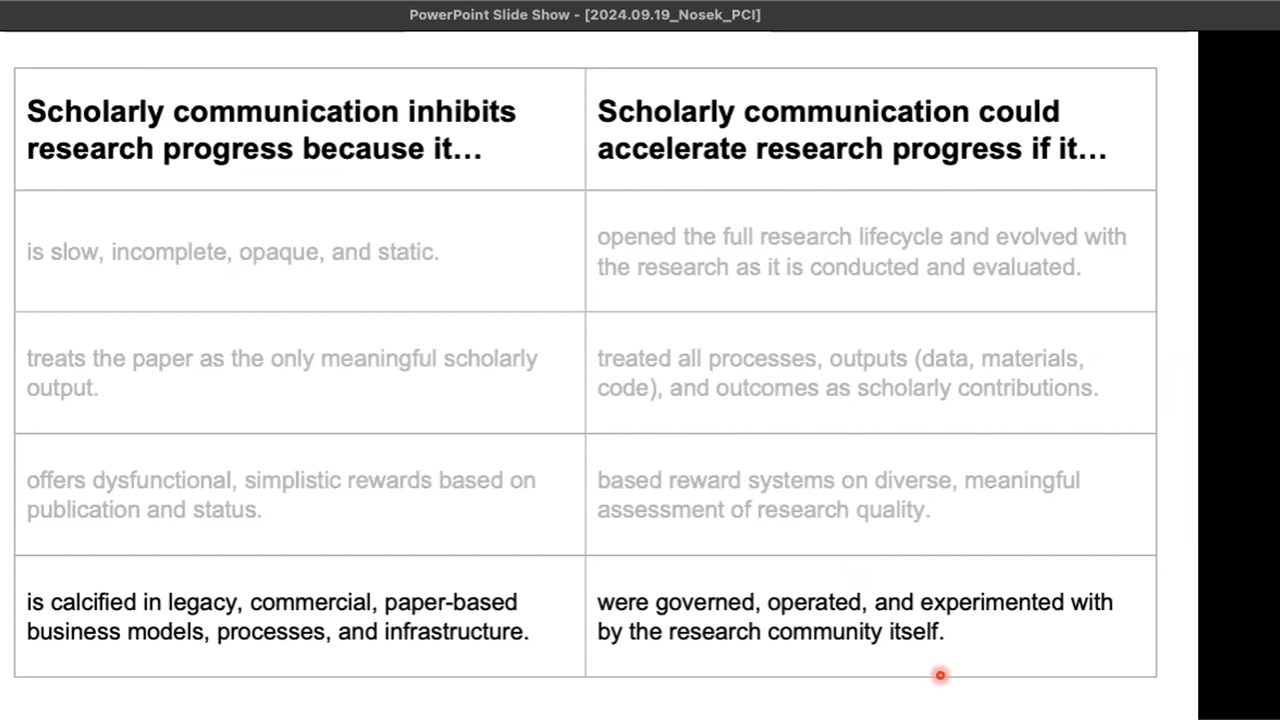 PowerPoint Slide Show - [2024.09.19_Nosek_PCI]
Scholarly communication inhibits
research progress because it…
Scholarly communication could
accelerate research progress if it…
is slow, incomplete, opaque, and static.
opened the full research lifecycle and evolved with
the research as it is conducted and evaluated.
treats the paper as the only meaningful scholarly
output.
treated all processes, outputs (data, materials,
code), and outcomes as scholarly contributions.
offers dysfunctional, simplistic rewards based on
publication and status.
based reward systems on diverse, meaningful
assessment of research quality.
is calcified in legacy, commercial, paper-based
business models, processes, and infrastructure.
were governed, operated, and experimented with
by the research community itself.